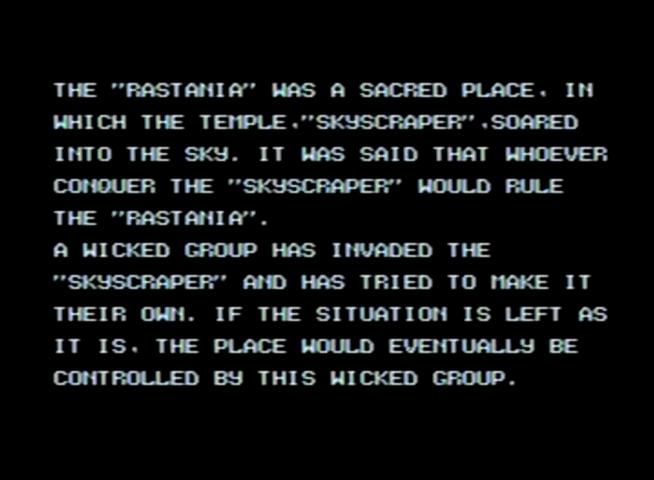 THE "RASTANIA" WAS A SACRED PLACE, IN
WHICH THE TEMPLE,"SKYSCRAPER",SOARED
INTO THE SKY. IT WAS SAID THAT WHOEVER
CONQUER THE "SKYSCRAPER" WOULD RULE
THE "RASTANIA".
A WICKED GROUP HAS INVADED THE
"SKYSCRAPER" AND HAS TRIED TO MAKE IT
THEIR OWN. IF THE SITUATION IS LEFT AS
IT IS, THE PLACE WOULD EVENTUALLY BE
CONTROLLED BY THIS WICKED GROUP.